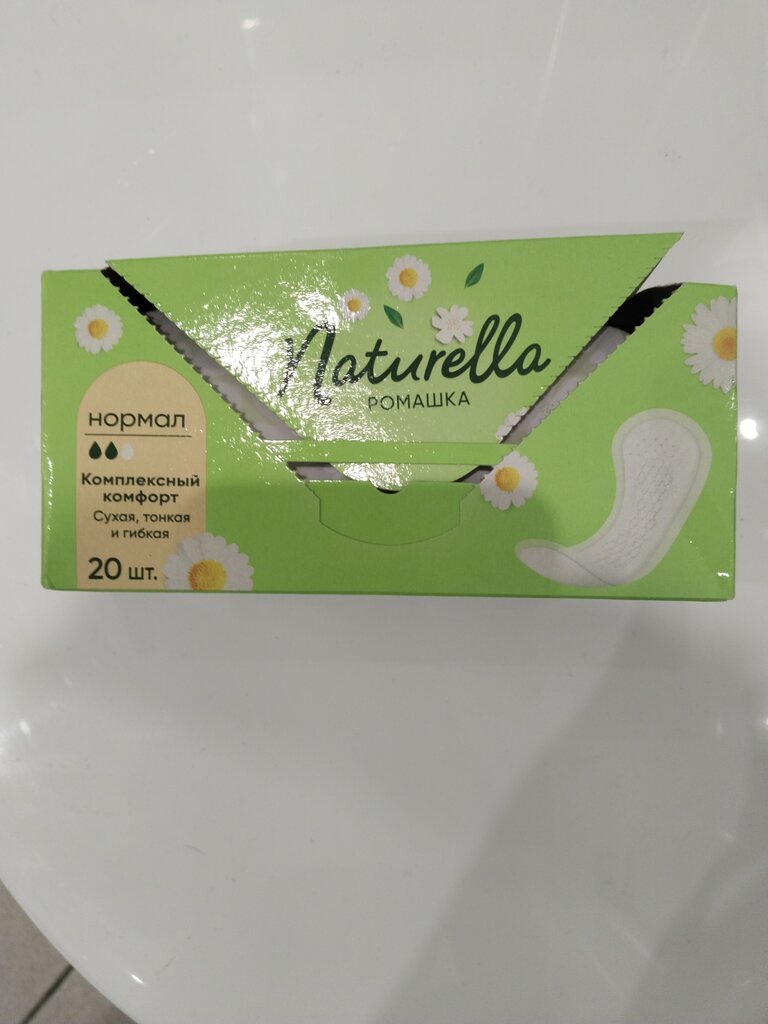 Naturella
РОМАШКА
нормал
Комплексный
комфорт
Сухая, тонкая
и гибкая
20 шт.